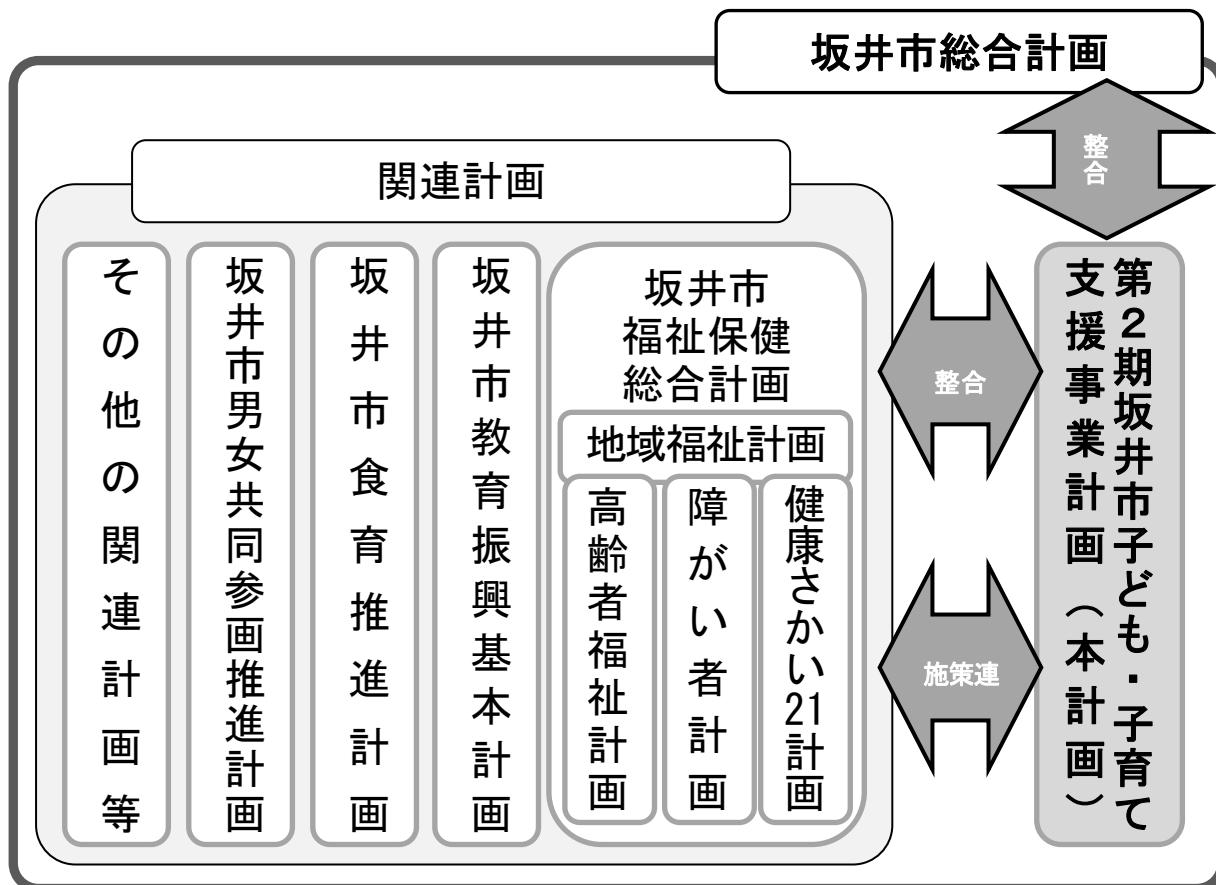 坂井市総合計画
整合
関連計画
第２期坂井市子ども・子育て
支援事業計画（本計画）
整合
施策連
坂井市
福祉保健
総合計画
地域福祉計画
健康さかい21計画
障がい者計画
高齢者福祉計画
坂井市教育振興基本計画
坂井市食育推進計画
坂井市男女共同参画推進計画
その他の関連計画等